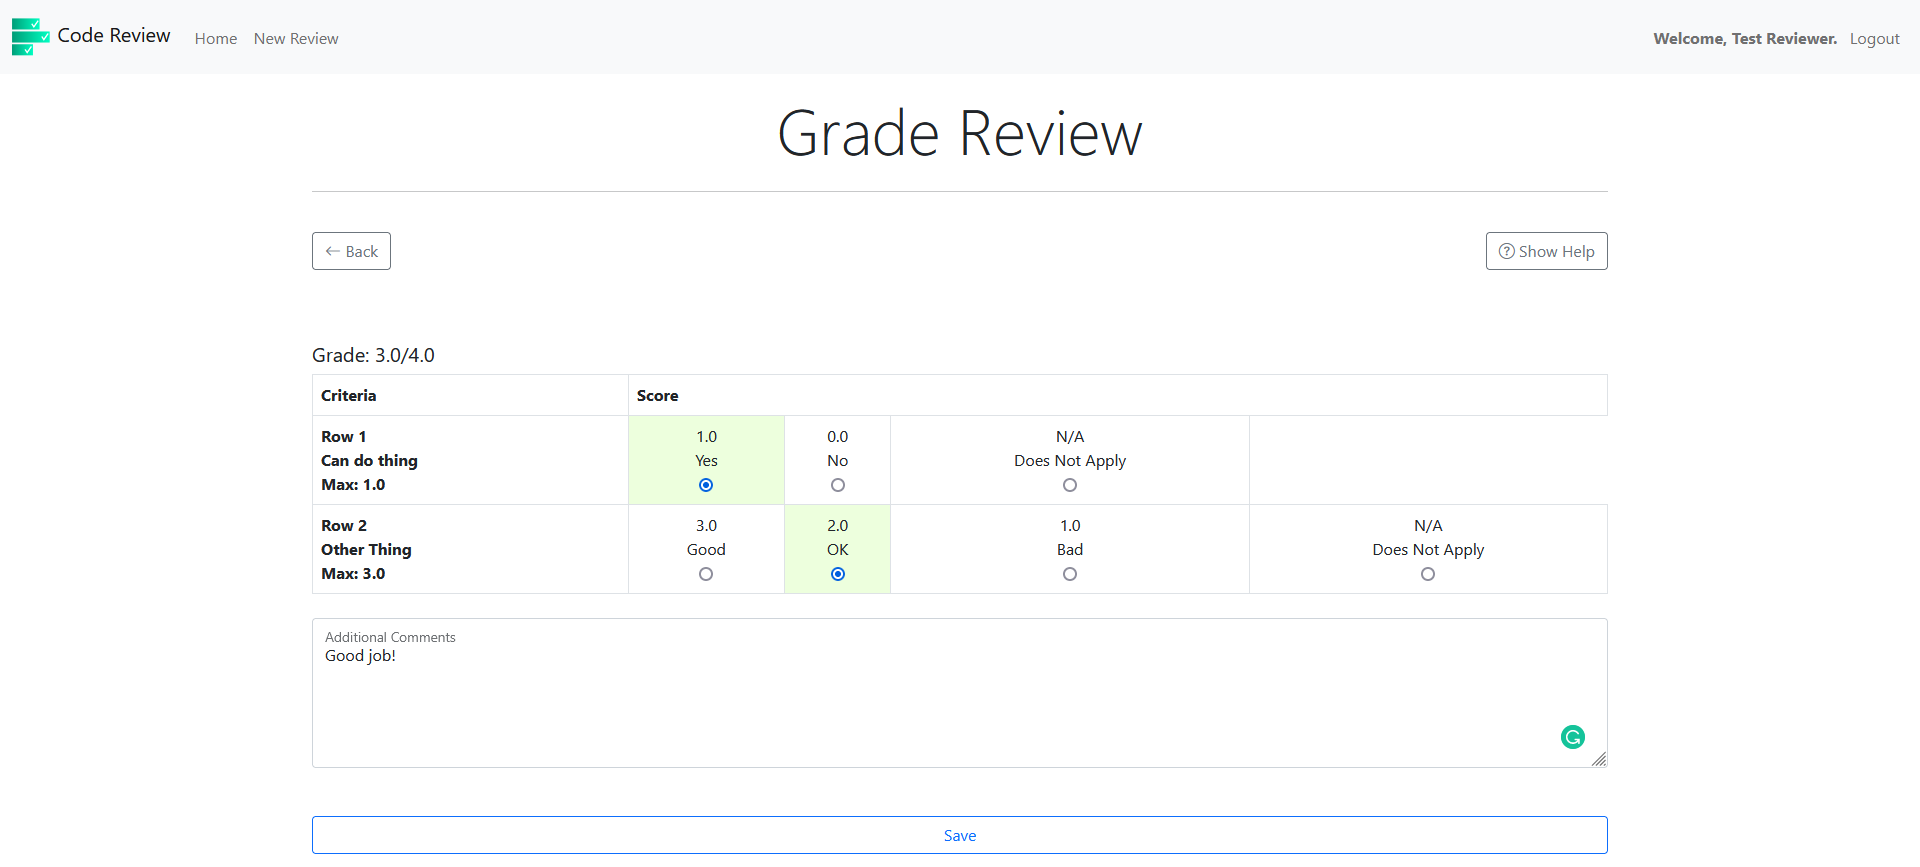 Code Review Home New Review Welcome, Test Reviewer. Logout
Grade Review
Back Show Help
Grade: 3.0/4.0
Criteria Score
Row 1 1.0 0.0 N/A
Can do thing Yes No Does Not Apply
Max: 1.0
Row 2 3.0 2.0 1.0 N/A
Other Thing Good OK Bad Does Not Apply
Max: 3.0
Additional Comments
Good job!
Save